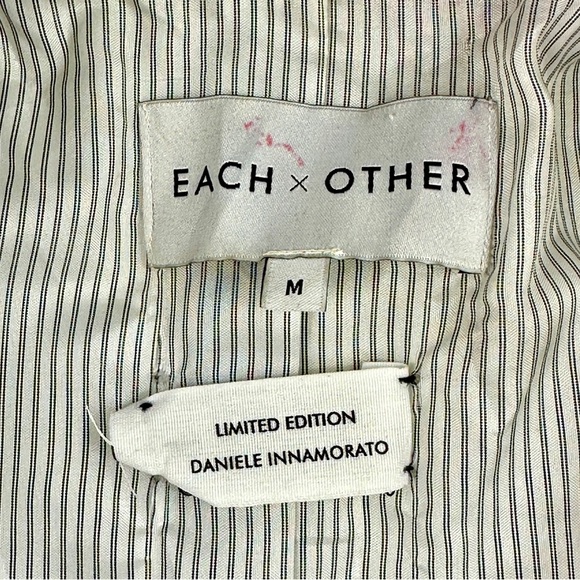 EACH × OTHER
M
LIMITED EDITION
DANIELE INNAMORATO